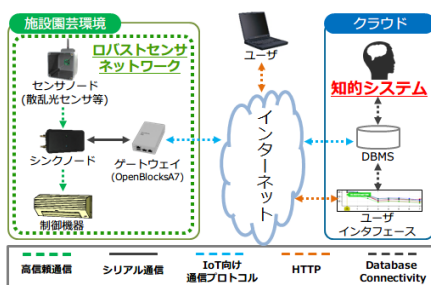 施設園芸環境
ロバストセンサ
ネットワーク
センサノード
(散乱光センサ等)
シンクノード
ゲートウェイ
(OpenBlocksA7)
制御機器
ユーザ
インターネット
クラウド
知的システム
DBMS
ユーザ
インタフェース
高信頼通信
シリアル通信
IoT向け
通信プロトコル
HTTP
Database
Connectivity